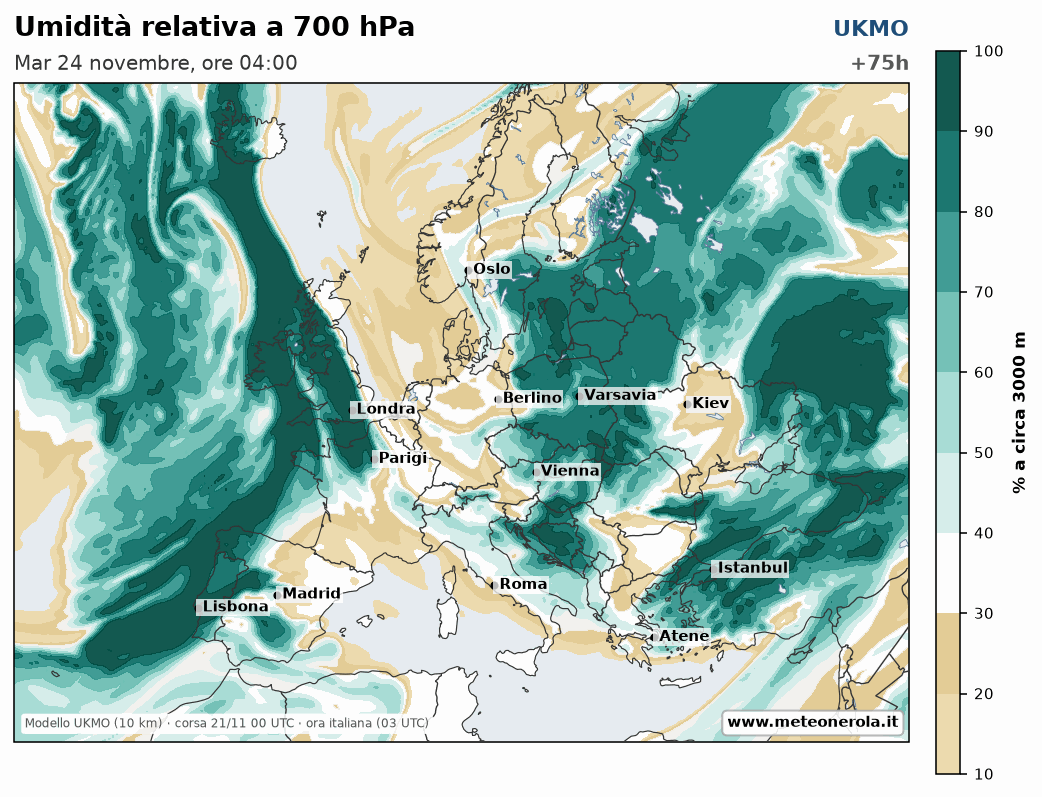 Umidità relativa a 700 hPa
UKMO
Mar 24 novembre, ore 04:00
+75h
100
90
80
70
60
50
40
30
20
10
% a circa 3000 m
Oslo
Berlino
Varsavia
Kiev
Londra
Parigi
Vienna
Istanbul
Roma
Madrid
Lisbona
Atene
Modello UKMO (10 km) · corsa 21/11 00 UTC · ora italiana (03 UTC)
www.meteonerola.it